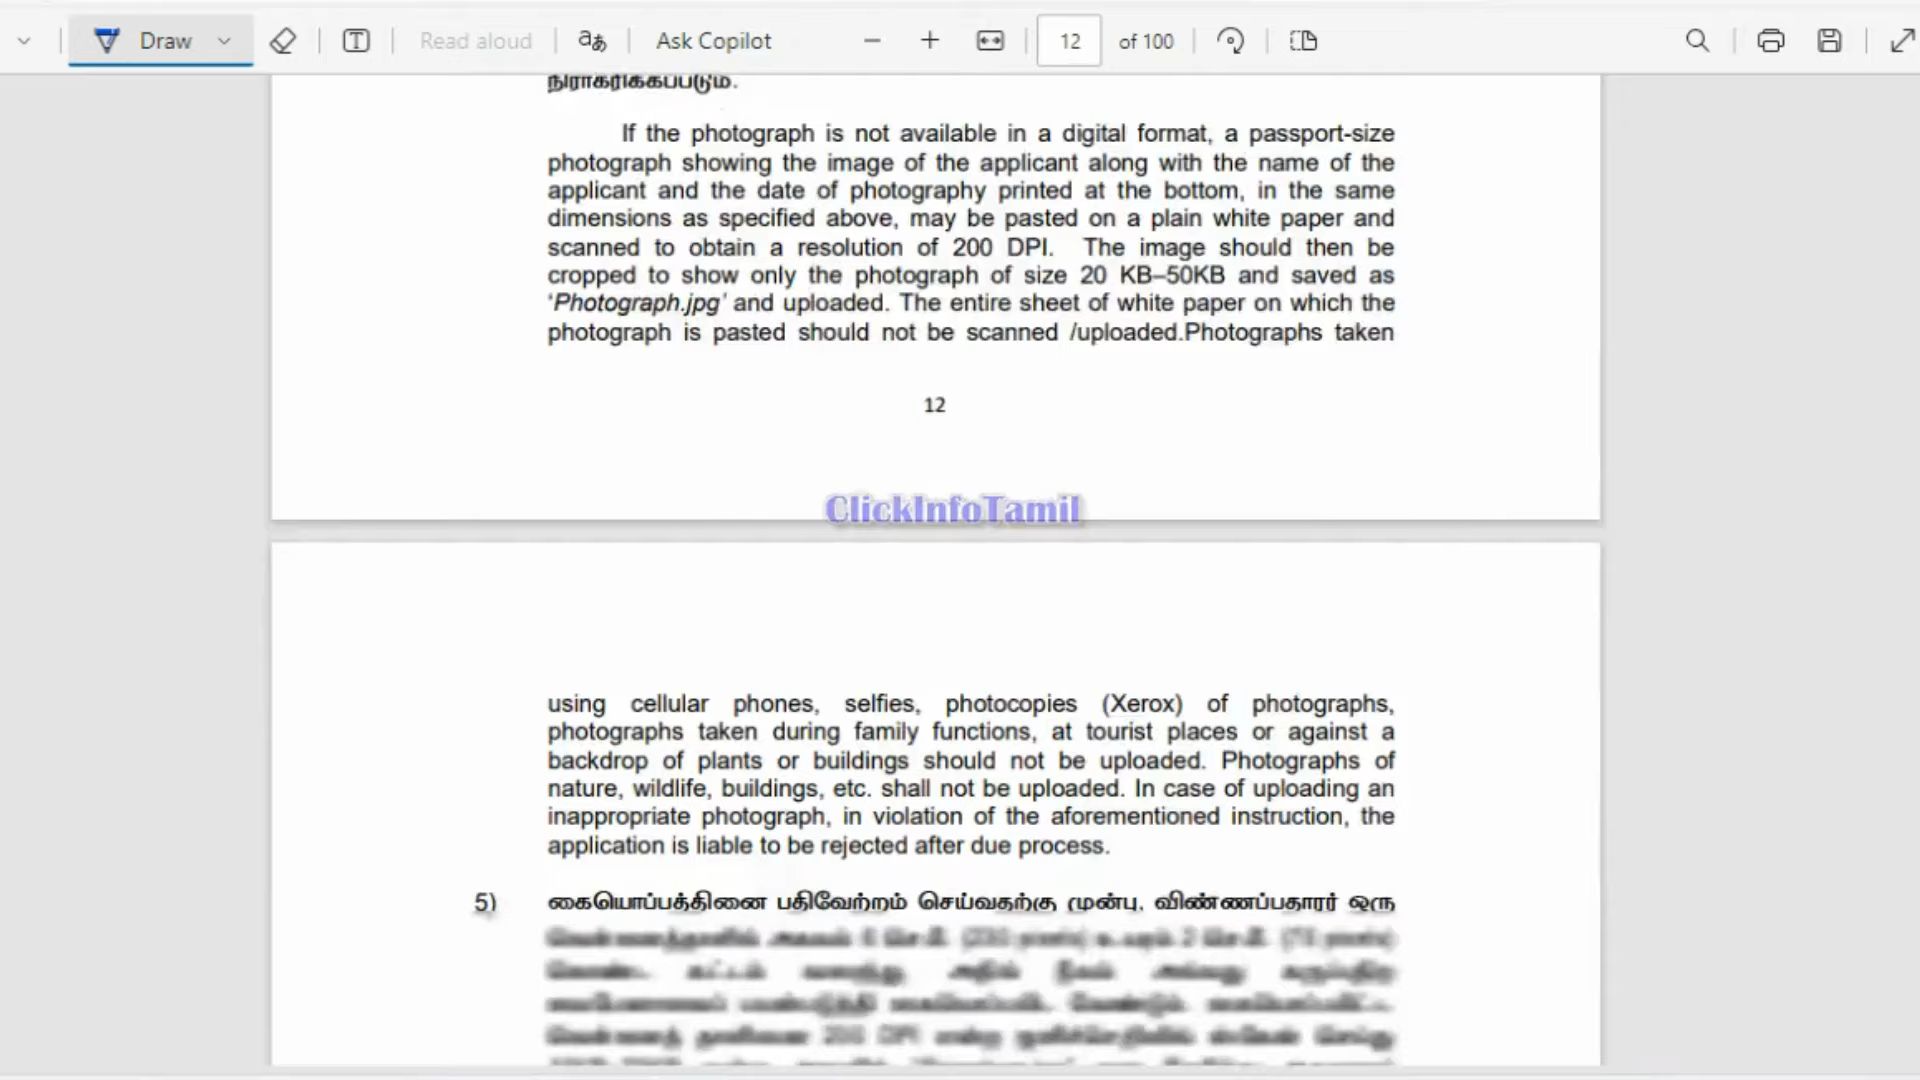 Draw
Read aloud
aあ
Ask Copilot
12
of 100
T
நிராகரிக்கப்படும்.
If the photograph is not available in a digital format, a passport-size
photograph showing the image of the applicant along with the name of the
applicant and the date of photography printed at the bottom, in the same
dimensions as specified above, may be pasted on a plain white paper and
scanned to obtain a resolution of 200 DPI. The image should then be
cropped to show only the photograph of size 20 KB–50KB and saved as
‘Photograph.jpg’ and uploaded. The entire sheet of white paper on which the
photograph is pasted should not be scanned /uploaded.Photographs taken
12
ClickInfoTamil
using cellular phones, selfies, photocopies (Xerox) of photographs,
photographs taken during family functions, at tourist places or against a
backdrop of plants or buildings should not be uploaded. Photographs of
nature, wildlife, buildings, etc. shall not be uploaded. In case of uploading an
inappropriate photograph, in violation of the aforementioned instruction, the
application is liable to be rejected after due process.
5) கையொப்பத்தினை பதிவேற்றம் செய்வதற்கு முன்பு, விண்ணப்பதாரர் ஒரு